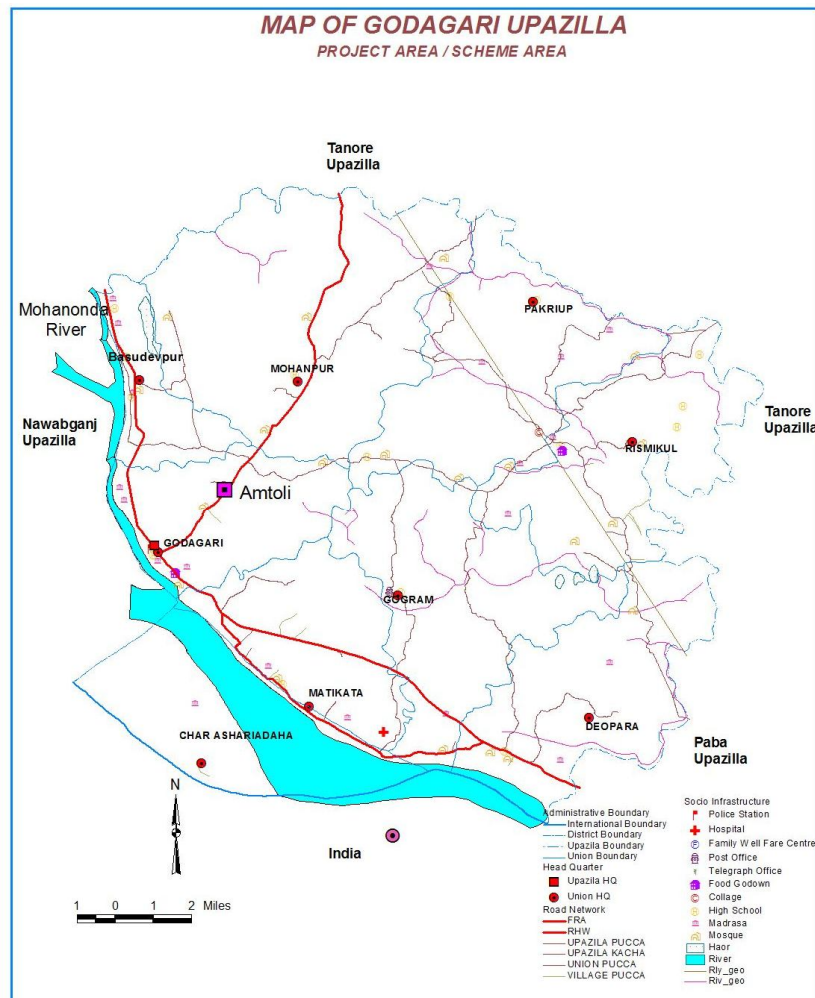 MAP OF GODAGARI UPAZILLA
PROJECT AREA / SCHEME AREA
Tanore
Upazilla
Mohanonda
River
PAKRIUP
Basudevpur
MOHANPUR
Nawabganj
Upazilla
Tanore
Upazilla
RISMIKUL
Amtoli
GODAGARI
GOGRAM
MATIKATA
DEOPARA
CHAR ASHARIADAHA
Paba
Upazilla
N
India
1 0 1 2 Miles
Administrative Boundary
International Boundary
District Boundary
Upazila Boundary
Union Boundary
Head Quarter
Upazila HQ
Union HQ
Road Network
FRA
RHW
UPAZILA PUCCA
UPAZILA KACHA
UNION PUCCA
VILLAGE PUCCA
Socio Infrastructure
Police Station
Hospital
Family Well Fare Centre
Post Office
Telegraph Office
Food Godown
Collage
High School
Madrasa
Mosque
Haor
River
Rly_geo
Riv_geo